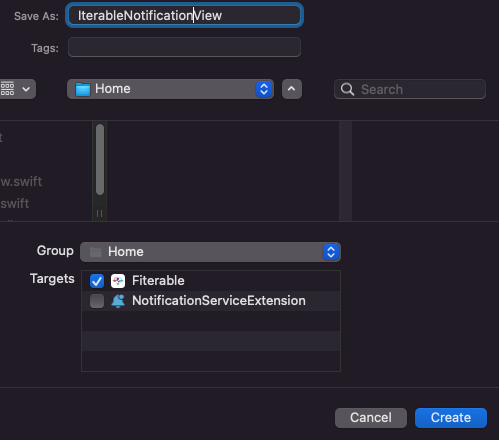 Save As: IterableNotificationView
Tags:
Home
Search
t
w.swift
.swift
Group Home
Targets Fiterable
NotificationServiceExtension
Cancel Create